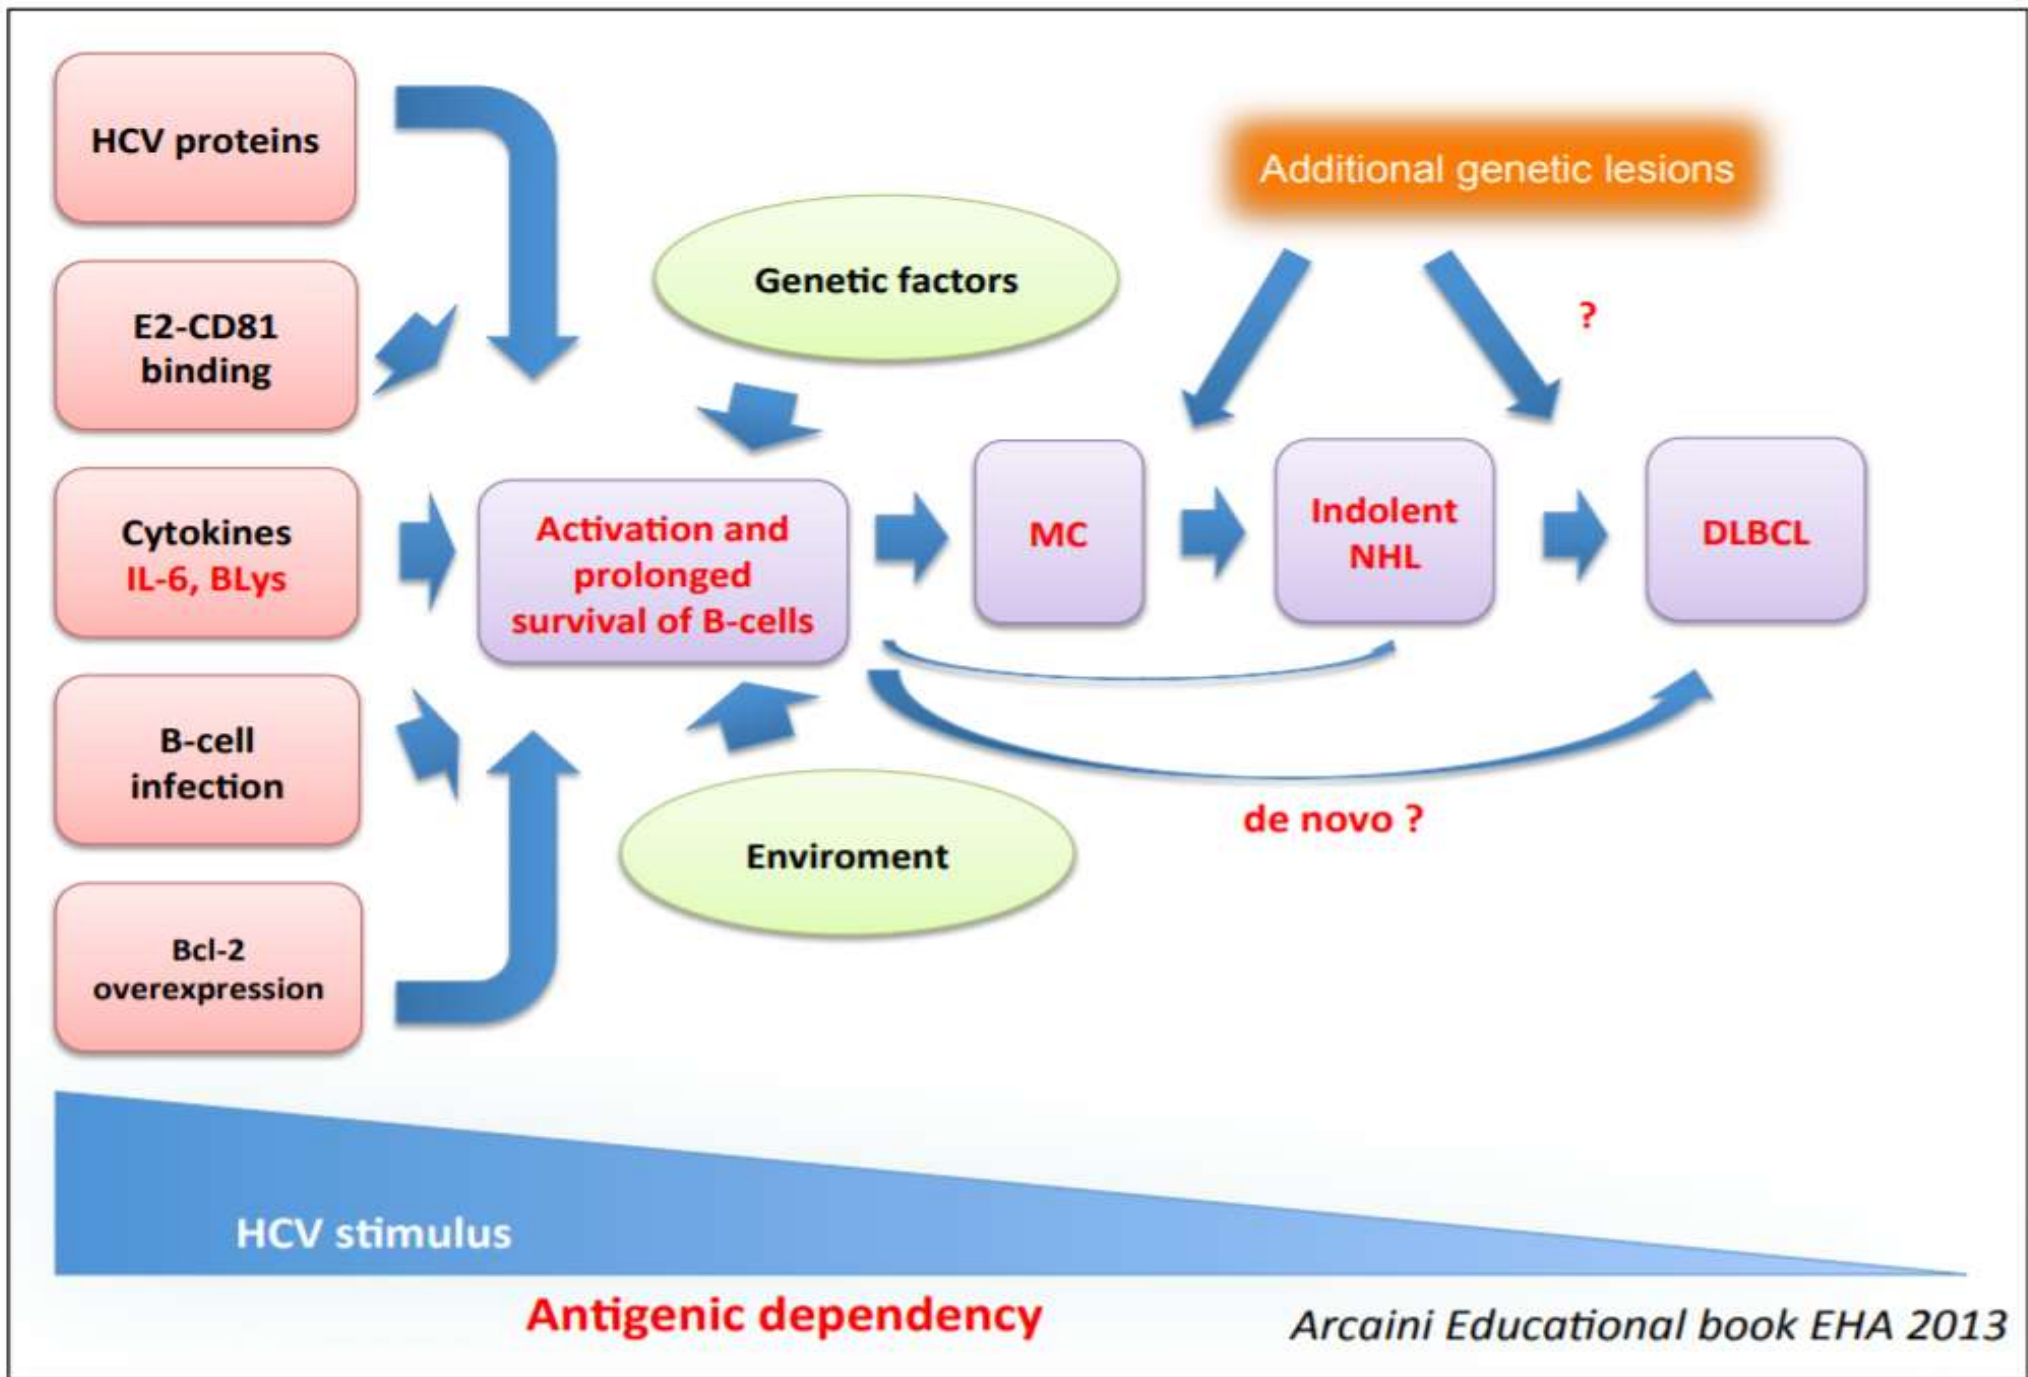 HCV proteins
E2-CD81
binding
Cytokines
IL-6, BLys
B-cell
infection
Bcl-2
overexpression
Genetic factors
Activation and
prolonged
survival of B-cells
Enviroment
Additional genetic lesions
?
MC
Indolent
NHL
DLBCL
de novo ?
HCV stimulus
Antigenic dependency
Arcaini Educational book EHA 2013